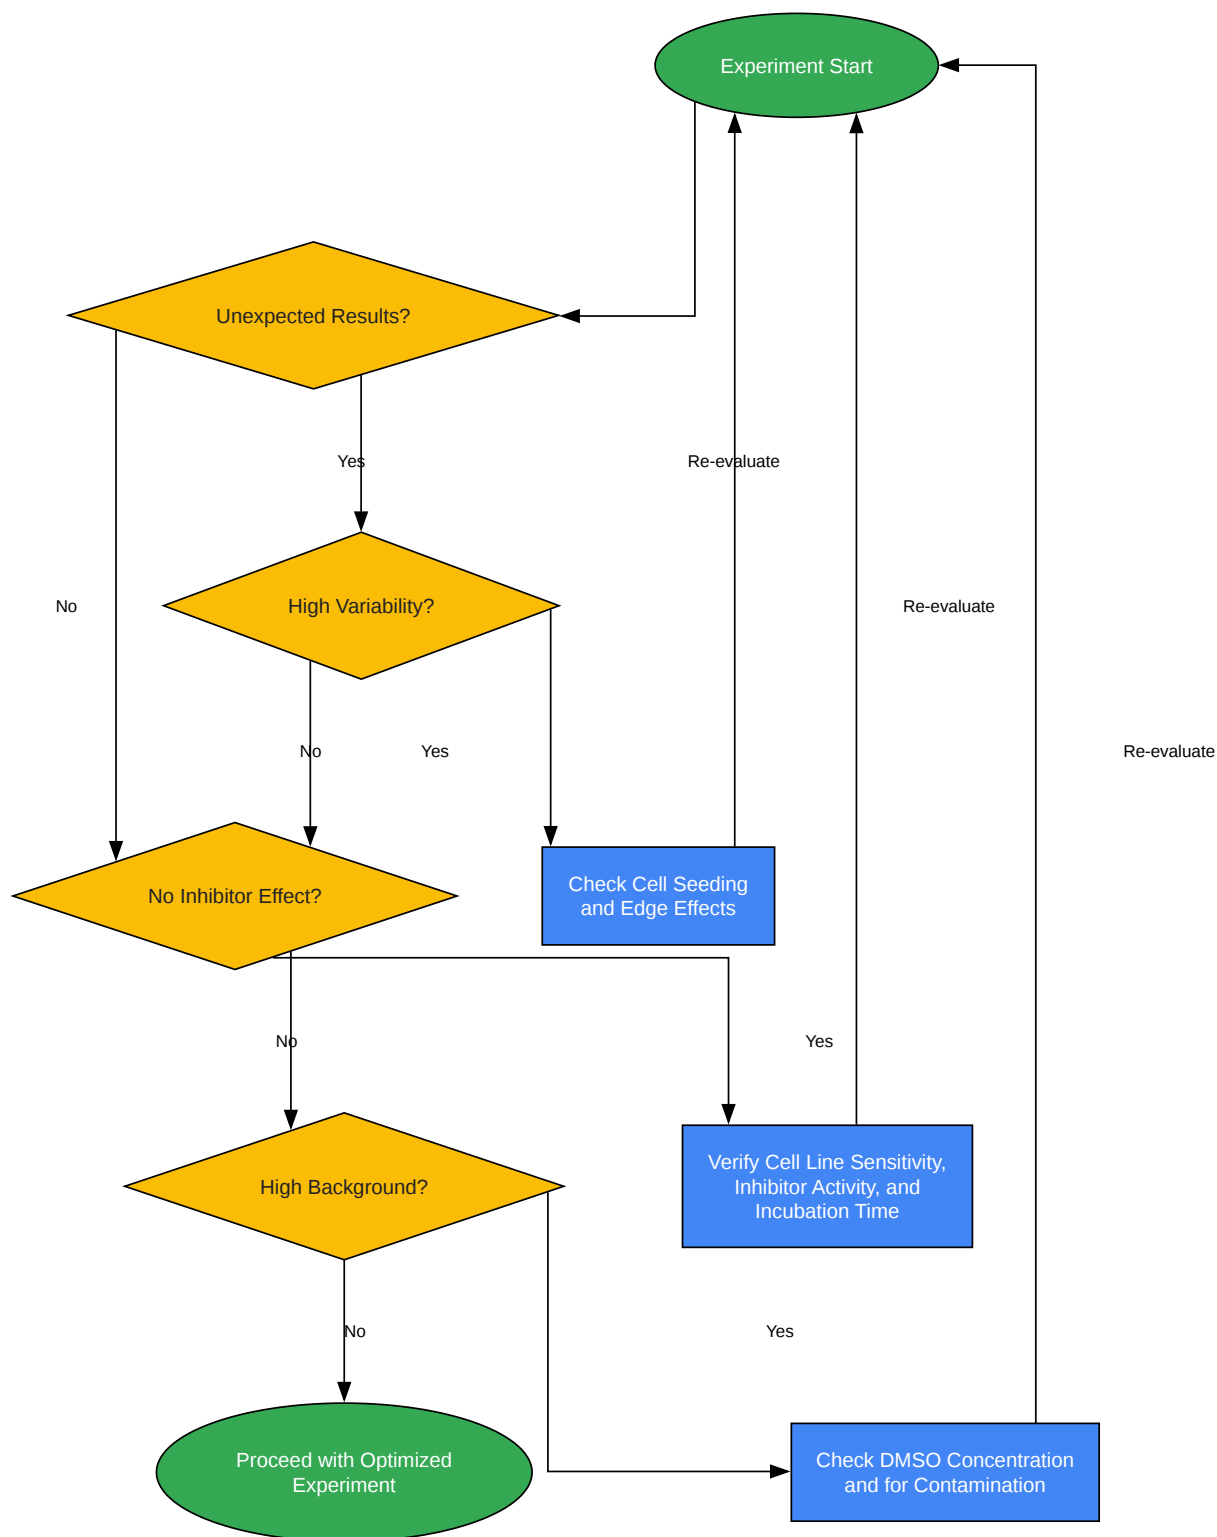 Experiment Start
Unexpected Results?
Yes
Re-evaluate
High Variability?
No
Re-evaluate
No
Yes
Re-evaluate
No Inhibitor Effect?
Check Cell Seeding
and Edge Effects
No
Yes
High Background?
Verify Cell Line Sensitivity,
Inhibitor Activity, and
Incubation Time
No
Yes
Proceed with Optimized
Experiment
Check DMSO Concentration
and for Contamination